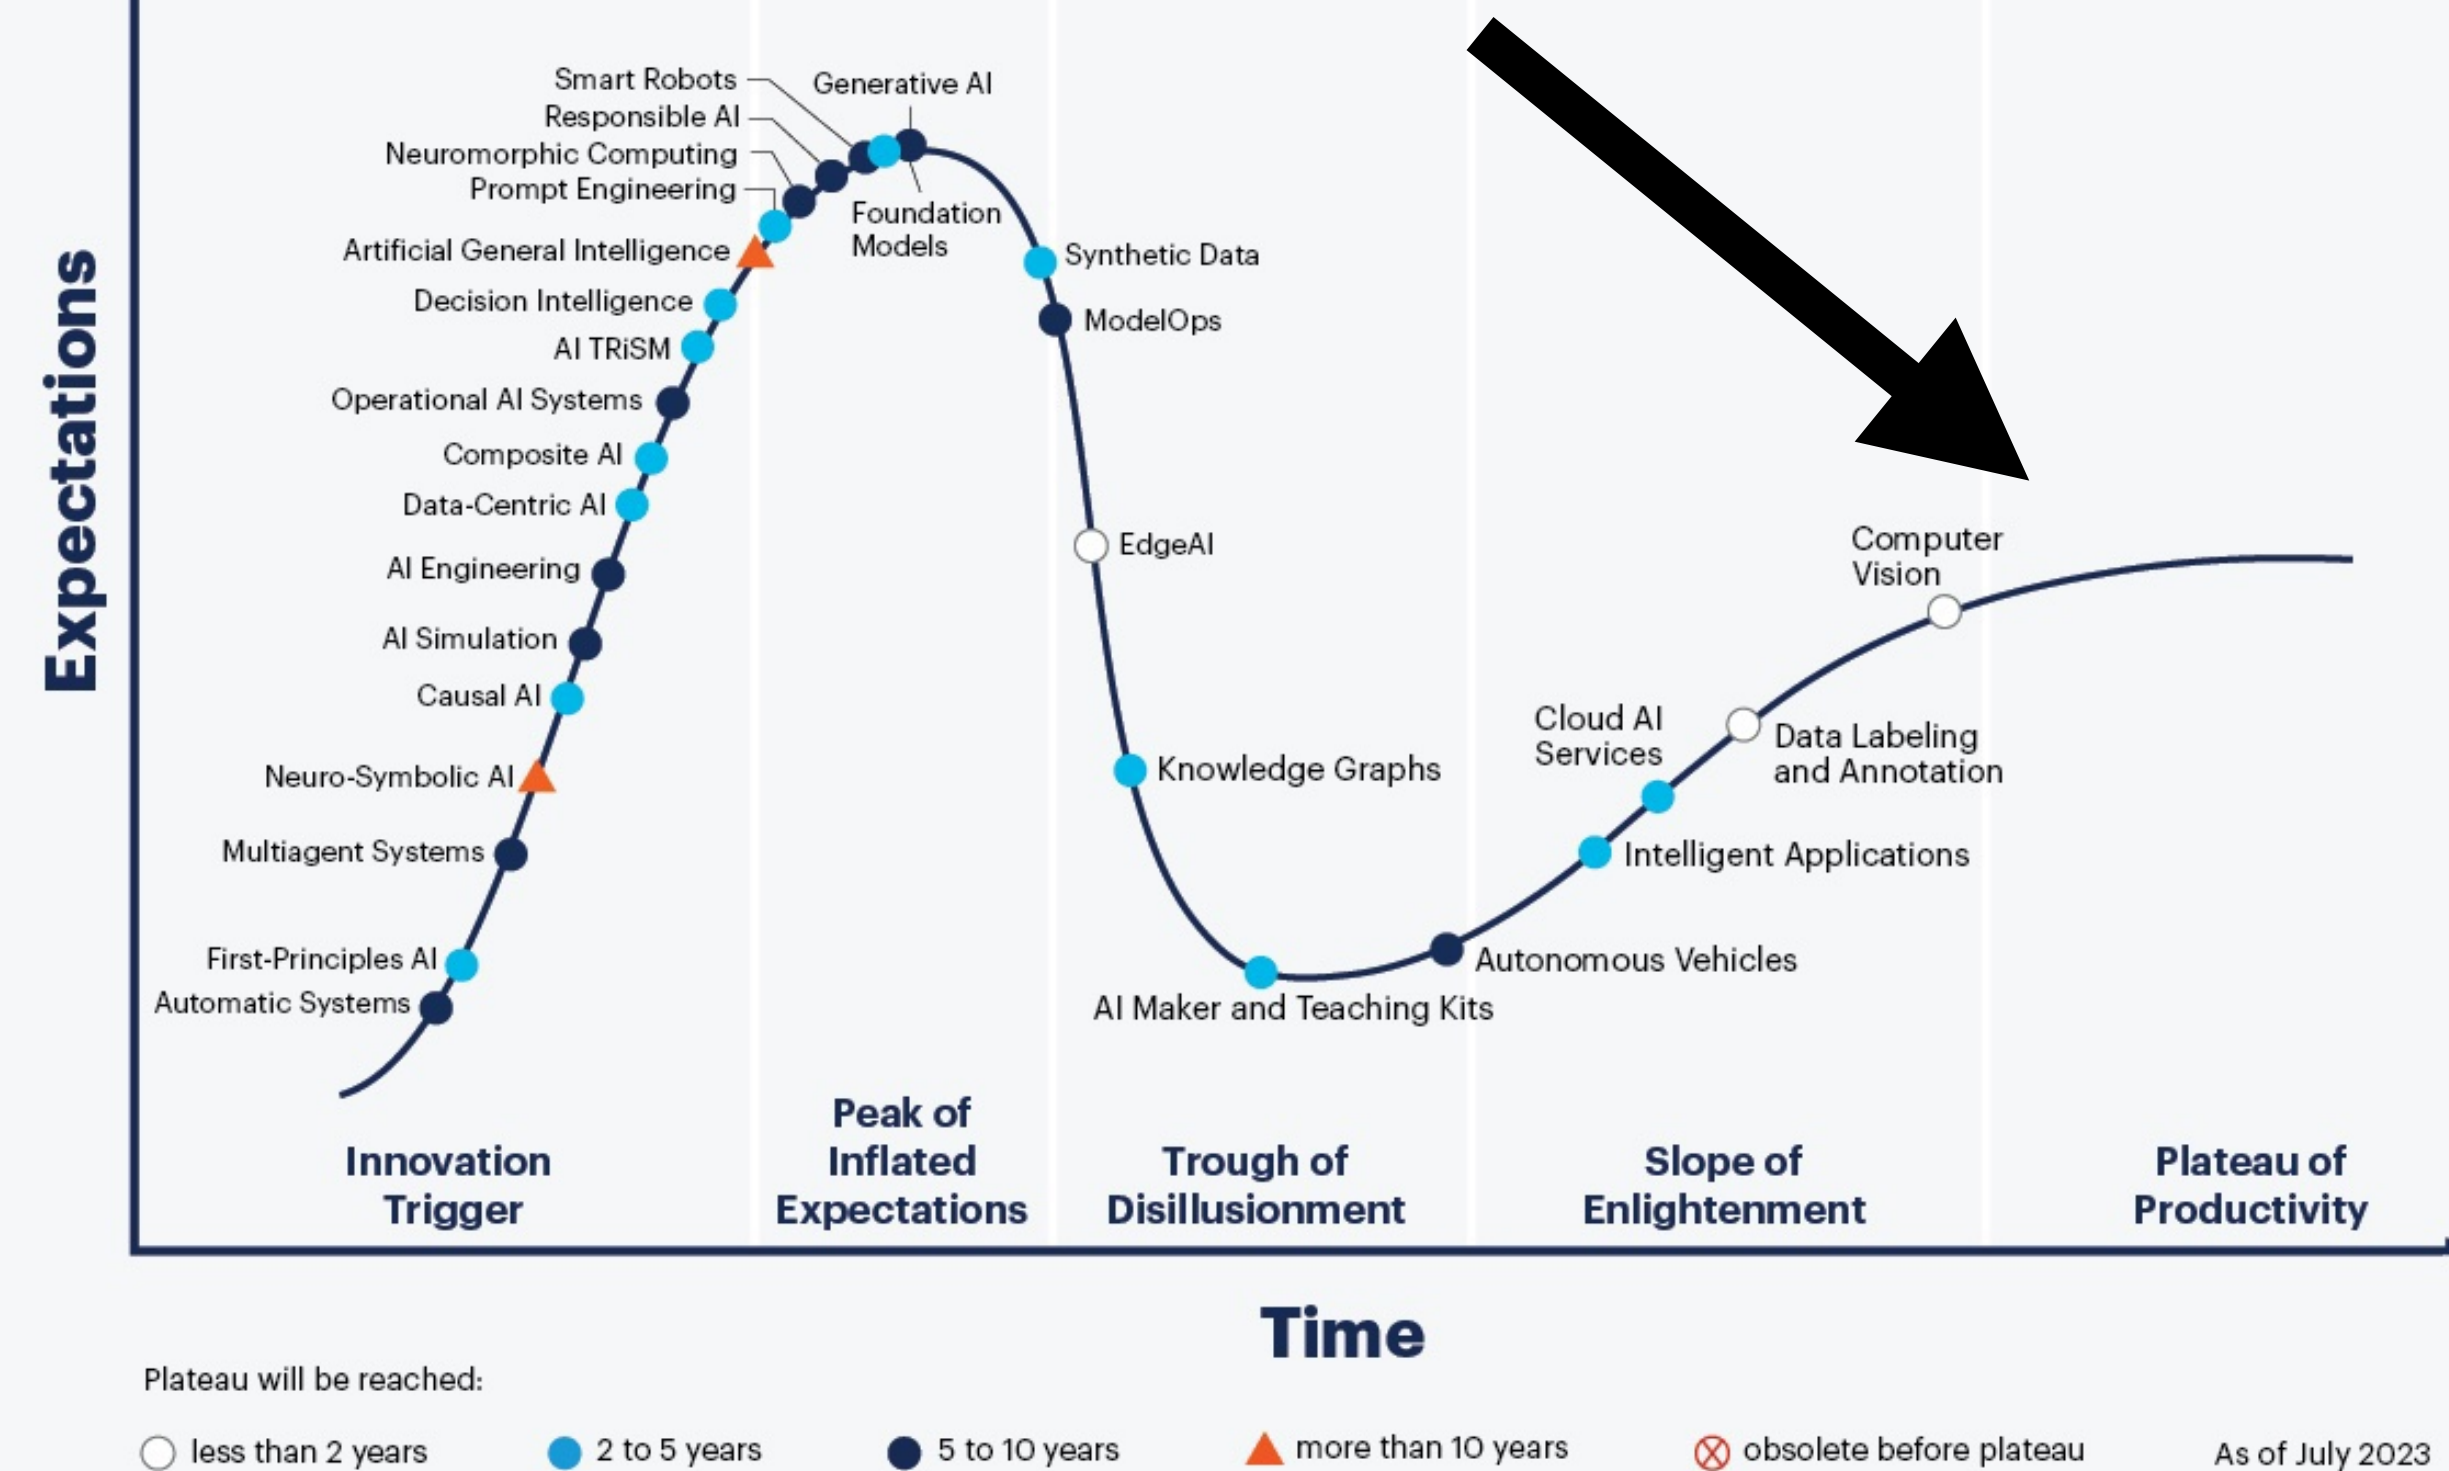 Expectations
Smart Robots
Generative AI
Responsible AI
Neuromorphic Computing
Prompt Engineering
Foundation
Models
Artificial General Intelligence
Synthetic Data
Decision Intelligence
ModelOps
AI TRiSM
Operational AI Systems
Composite AI
Data-Centric AI
EdgeAI
Computer
Vision
AI Engineering
AI Simulation
Causal AI
Cloud AI
Services
Data Labeling
and Annotation
Neuro-Symbolic AI
Knowledge Graphs
Multiagent Systems
Intelligent Applications
First-Principles AI
Autonomous Vehicles
Automatic Systems
AI Maker and Teaching Kits
Innovation
Trigger
Peak of
Inflated
Expectations
Trough of
Disillusionment
Slope of
Enlightenment
Plateau of
Productivity
Time
Plateau will be reached:
less than 2 years
2 to 5 years
5 to 10 years
more than 10 years
obsolete before plateau
As of July 2023